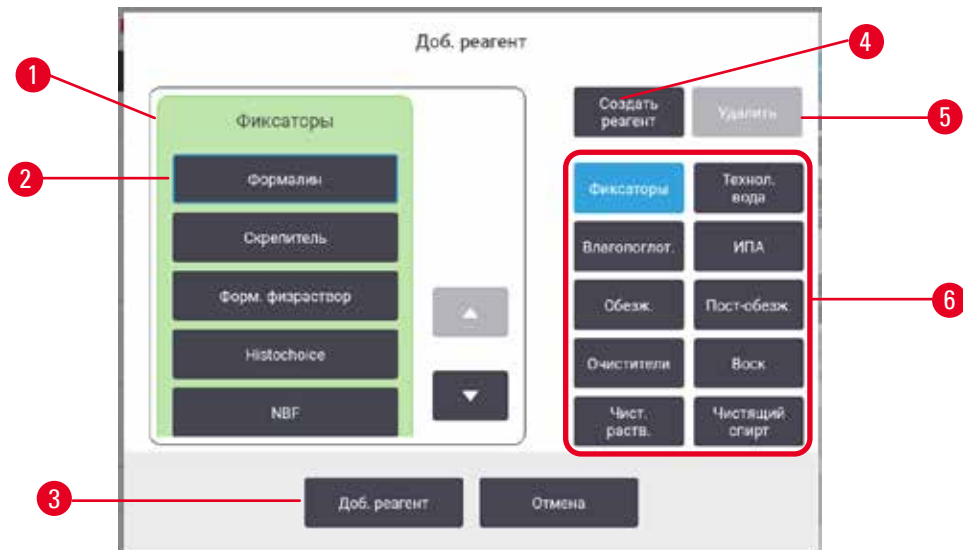 Доб. реагент
4
1
Создать
реагент
Удалить
5
Фиксаторы
2
Формалин
Фиксаторы
Технол.
вода
Скрепитель
Влагопоглот.
ИПА
Форм. физраствор
Обезж.
Пост-обезж.
6
Histochoice
Очистители
Воск
NBF
Чист.
раств.
Чистящий
спирт
3
Доб. реагент
Отмена